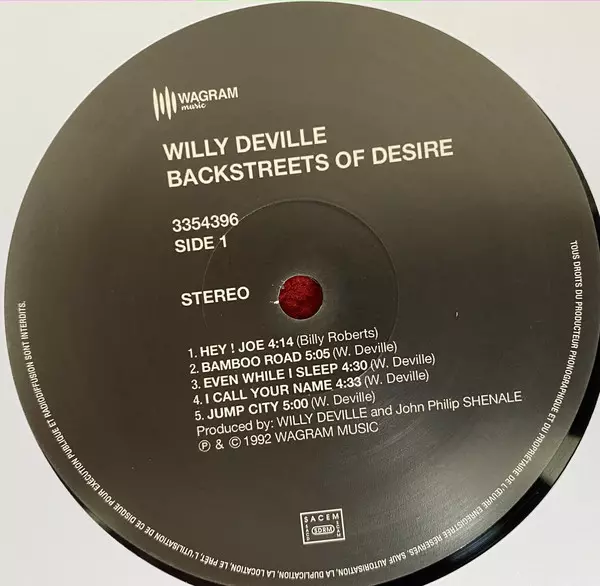 WAGRAM
music
WILLY DEVILLE
BACKSTREETS OF DESIRE
3354396
SIDE 1
STEREO
1. HEY ! JOE 4:14 (Billy Roberts)
2. BAMBOO ROAD 5:05 (W. Deville)
3. EVEN WHILE I SLEEP 4:30 (W. Deville)
4. I CALL YOUR NAME 4:33 (W. Deville)
5. JUMP CITY 5:00 (W. Deville)
Produced by: WILLY DEVILLE and John Philip SHENALE
℗ & © 1992 WAGRAM MUSIC
SACEM
SDRM
TOUS DROITS DU PRODUCTEUR PHONOGRAPHIQUE ET DU PROPRIETAIRE DE L'ŒUVRE ENREGISTREE RÉSERVÉS. SAUF AUTORISATION, LA DUPLICATION, LA LOCATION, LE PRÊT, L'UTILISATION DE CE DISQUE POUR EXÉCUTION PUBLIQUE ET RADIODIFFUSION SONT INTERDITS.